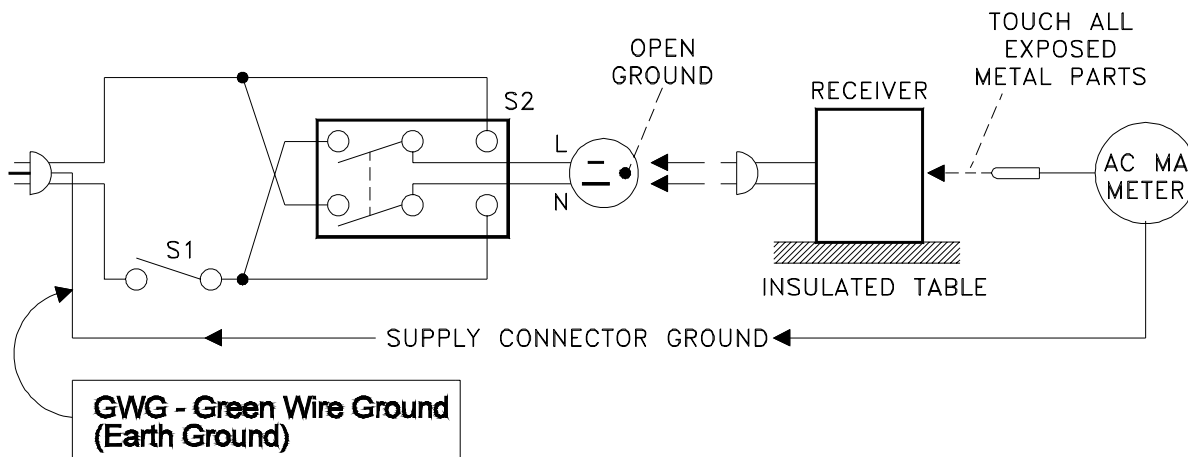 TOUCH ALL
EXPOSED
METAL PARTS
OPEN
GROUND
RECEIVER
S2
L
N
AC MA
METER
S1
INSULATED TABLE
SUPPLY CONNECTOR GROUND
GWG - Green Wire Ground
(Earth Ground)